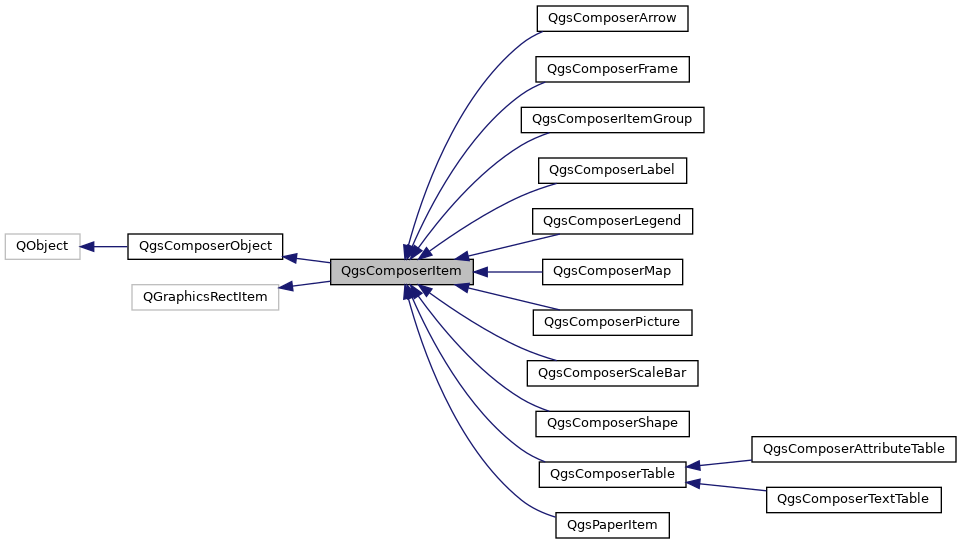 QgsComposerArrow
QgsComposerFrame
QgsComposerItemGroup
QgsComposerLabel
QgsComposerLegend
QObject
QgsComposerObject
QgsComposerItem
QgsComposerMap
QGraphicsRectItem
QgsComposerPicture
QgsComposerScaleBar
QgsComposerShape
QgsComposerAttributeTable
QgsComposerTable
QgsComposerTextTable
QgsPaperItem